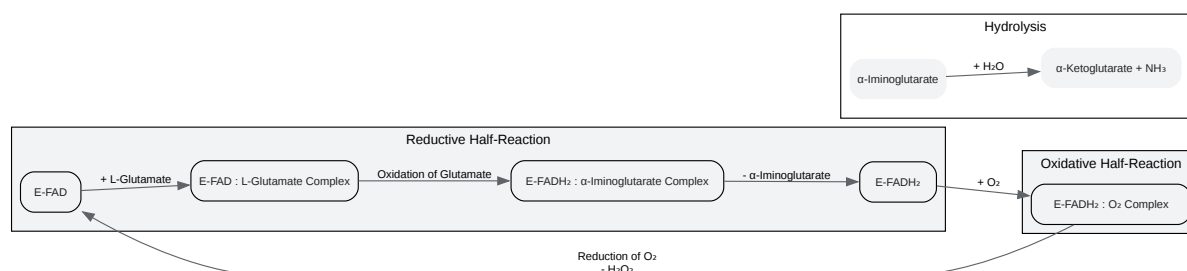 Hydrolysis
α-Iminoglutarate
+ H₂O
α-Ketoglutarate + NH₃
Reductive Half-Reaction
E-FAD
+ L-Glutamate
E-FAD : L-Glutamate Complex
Oxidation of Glutamate
E-FADH₂ : α-Iminoglutarate Complex
- α-Iminoglutarate
E-FADH₂
+ O₂
Oxidative Half-Reaction
E-FADH₂ : O₂ Complex
Reduction of O₂
- H₂O₂